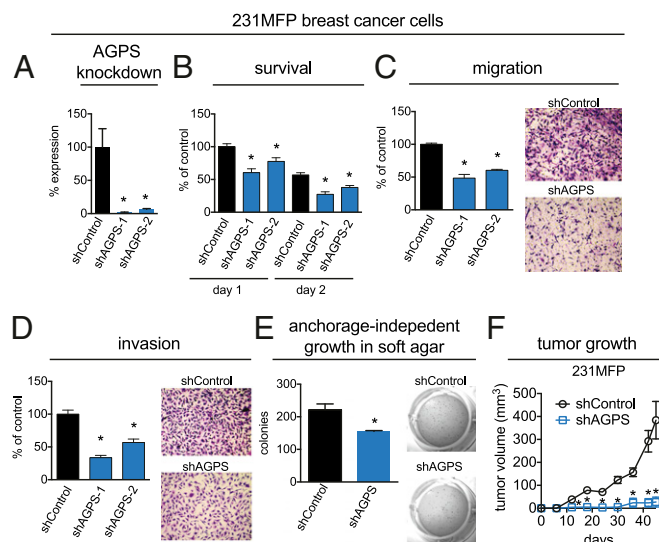 231MFP breast cancer cells
A
AGPS
knockdown
% expression
150
100
50
0
*
*
shControl
shAGPS-1
shAGPS-2
B
survival
% of control
150
100
50
0
*
*
*
*
shControl
shAGPS-1
shAGPS-2
shControl
shAGPS-1
shAGPS-2
day 1
day 2
C
migration
% of control
150
100
50
0
*
*
shControl
shAGPS-1
shAGPS-2
shControl
shAGPS
D
invasion
% of control
150
100
50
0
*
*
shControl
shAGPS-1
shAGPS-2
shControl
shAGPS
E
anchorage-indepedent
growth in soft agar
colonies
300
200
100
0
*
shControl
shAGPS
shControl
shAGPS
F
tumor growth
231MFP
tumor volume (mm3)
500
400
300
200
100
0
shControl
shAGPS
* * * * * * *
0 10 20 30 40
days